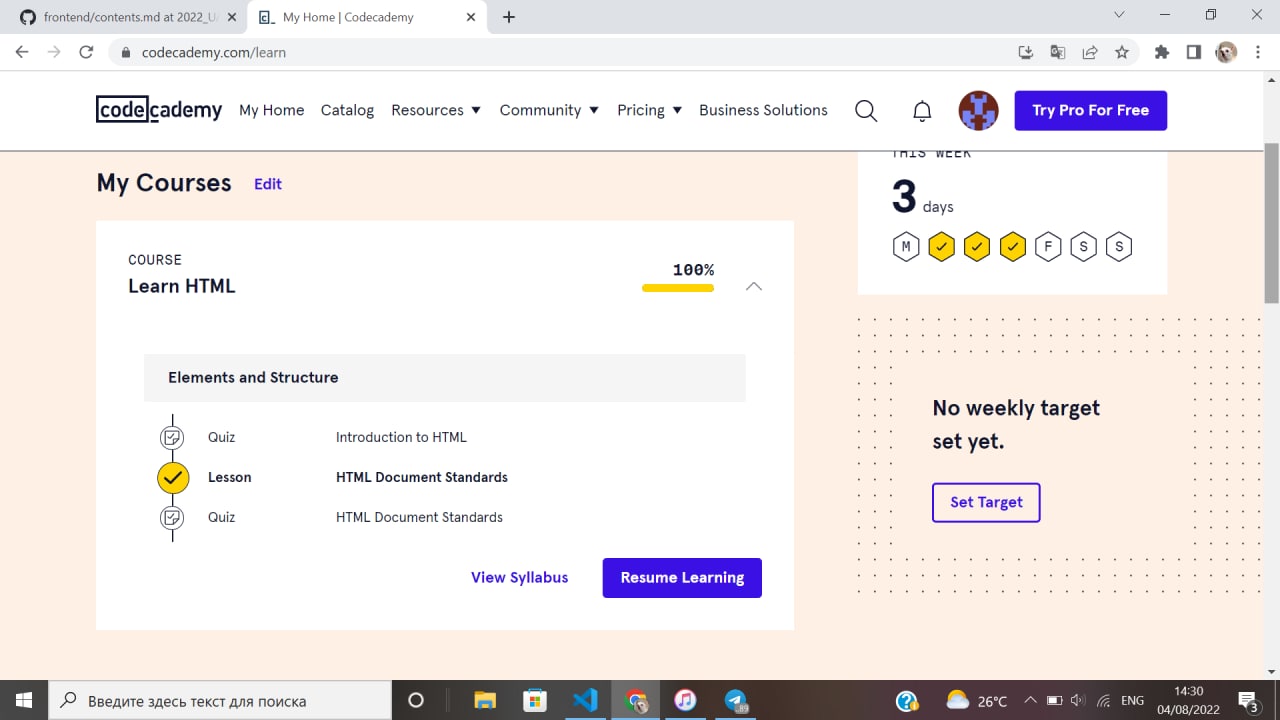 frontend/contents.md at 2022_U
My Home | Codecademy
codecademy.com/learn
codecademy
My Home
Catalog
Resources
Community
Pricing
Business Solutions
Try Pro For Free
My Courses
Edit
THIS WEEK
3 days
M
F
S
S
COURSE
Learn HTML
100%
Elements and Structure
Quiz
Introduction to HTML
Lesson
HTML Document Standards
Quiz
HTML Document Standards
View Syllabus
Resume Learning
No weekly target
set yet.
Set Target
Введите здесь текст для поиска
89
26°C
ENG
14:30
04/08/2022
3